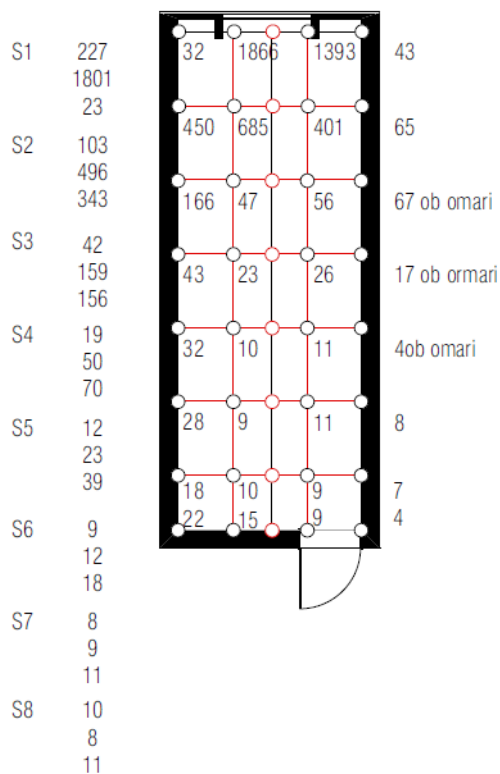 S1 227
1801
23
S2 103
496
343
S3 42
159
156
S4 19
50
70
S5 12
23
39
S6 9
12
18
S7 8
9
11
S8 10
8
11
32 1866 1393 43
450 685 401 65
166 47 56 67 ob omari
43 23 26 17 ob ormari
32 10 11 4ob omari
28 9 11 8
18 10 9 7
22 15 9 4